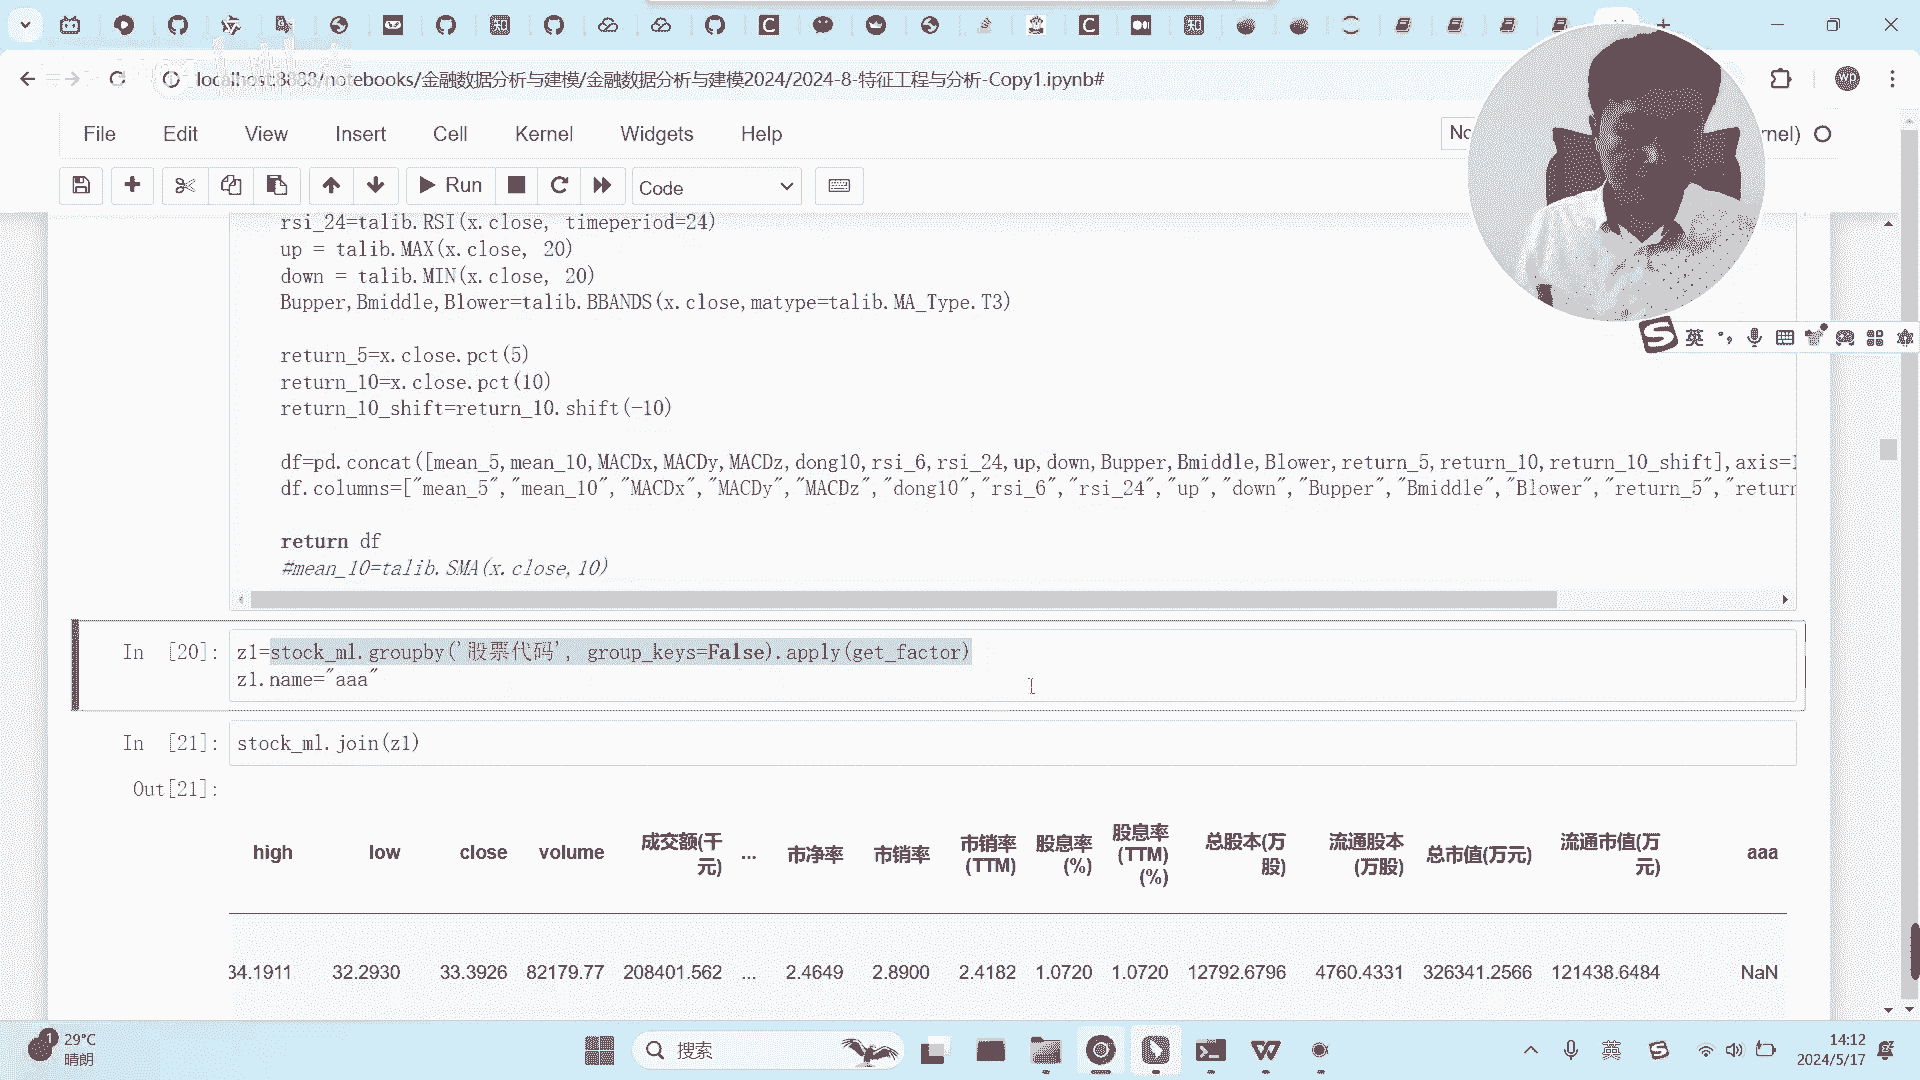 localhost:8888/notebooks/金融数据分析与建模/金融数据分析与建模2024/2024-8-特征工程与分析-Copy1.ipynb#
wp
File Edit View Insert Cell Kernel Widgets Help
Run
Code
rsi_24=talib.RSI(x.close, timeperiod=24)
up = talib.MAX(x.close, 20)
down = talib.MIN(x.close, 20)
Bupper,Bmiddle,Blower=talib.BBANDS(x.close,matype=talib.MA_Type.T3)
英
return_5=x.close.pct(5)
return_10=x.close.pct(10)
return_10_shift=return_10.shift(-10)
df=pd.concat([mean_5,mean_10,MACDx,MACDy,MACDz,dong10,rsi_6,rsi_24,up,down,Bupper,Bmiddle,Blower,return_5,return_10,return_10_shift],axis=1
df.columns=["mean_5","mean_10","MACDx","MACDy","MACDz","dong10","rsi_6","rsi_24","up","down","Bupper","Bmiddle","Blower","return_5","return
return df
#mean_10=talib.SMA(x.close,10)
In [20]: z1=stock_ml.groupby('股票代码', group_keys=False).apply(get_factor)
z1.name="aaa"
In [21]: stock_ml.join(z1)
Out[21]:
high low close volume 成交额(千元) ... 市净率 市销率 市销率(TTM) 股息率(%) 股息率(TTM)(%) 总股本(万股) 流通股本(万股) 总市值(万元) 流通市值(万元) aaa
34.1911 32.2930 33.3926 82179.77 208401.562 ... 2.4649 2.8900 2.4182 1.0720 1.0720 12792.6796 4760.4331 326341.2566 121438.6484 NaN
1
29°C
晴朗
搜索
英
14:12
2024/5/17